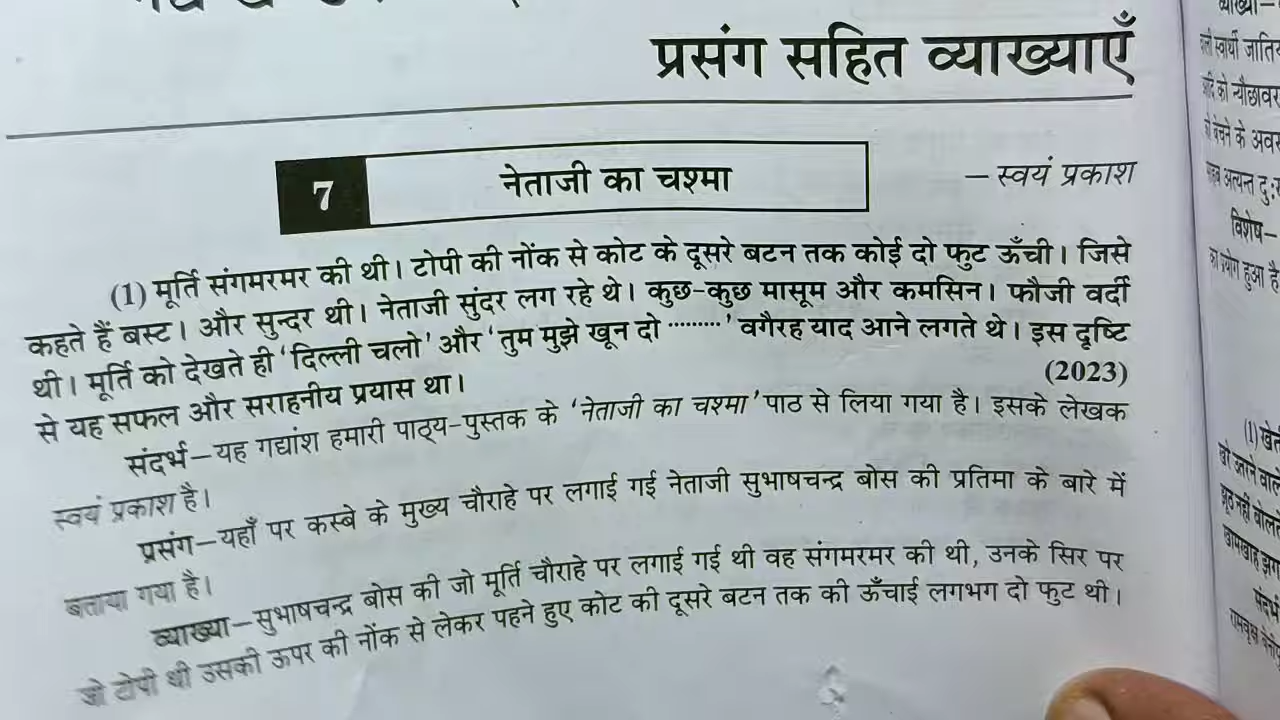 प्रसंग सहित व्याख्याएँ
7 नेताजी का चश्मा —स्वयं प्रकाश
(1) मूर्ति संगमरमर की थी। टोपी की नोंक से कोट के दूसरे बटन तक कोई दो फुट ऊँची। जिसे
कहते हैं बस्ट। और सुन्दर थी। नेताजी सुंदर लग रहे थे। कुछ-कुछ मासूम और कमसिन। फौजी वर्दी
थी। मूर्ति को देखते ही 'दिल्ली चलो' और 'तुम मुझे खून दो ………' वगैरह याद आने लगते थे। इस दृष्टि
से यह सफल और सराहनीय प्रयास था। (2023)
संदर्भ—यह गद्यांश हमारी पाठ्य-पुस्तक के 'नेताजी का चश्मा' पाठ से लिया गया है। इसके लेखक
स्वयं प्रकाश है।
प्रसंग—यहाँ पर कस्बे के मुख्य चौराहे पर लगाई गई नेताजी सुभाषचन्द्र बोस की प्रतिमा के बारे में
बताया गया है।
व्याख्या—सुभाषचन्द्र बोस की जो मूर्ति चौराहे पर लगाई गई थी वह संगमरमर की थी, उनके सिर पर
जो टोपी थी उसकी ऊपर की नोंक से लेकर पहने हुए कोट की दूसरे बटन तक की ऊँचाई लगभग दो फुट थी।
व्याख्या—
विशेष—